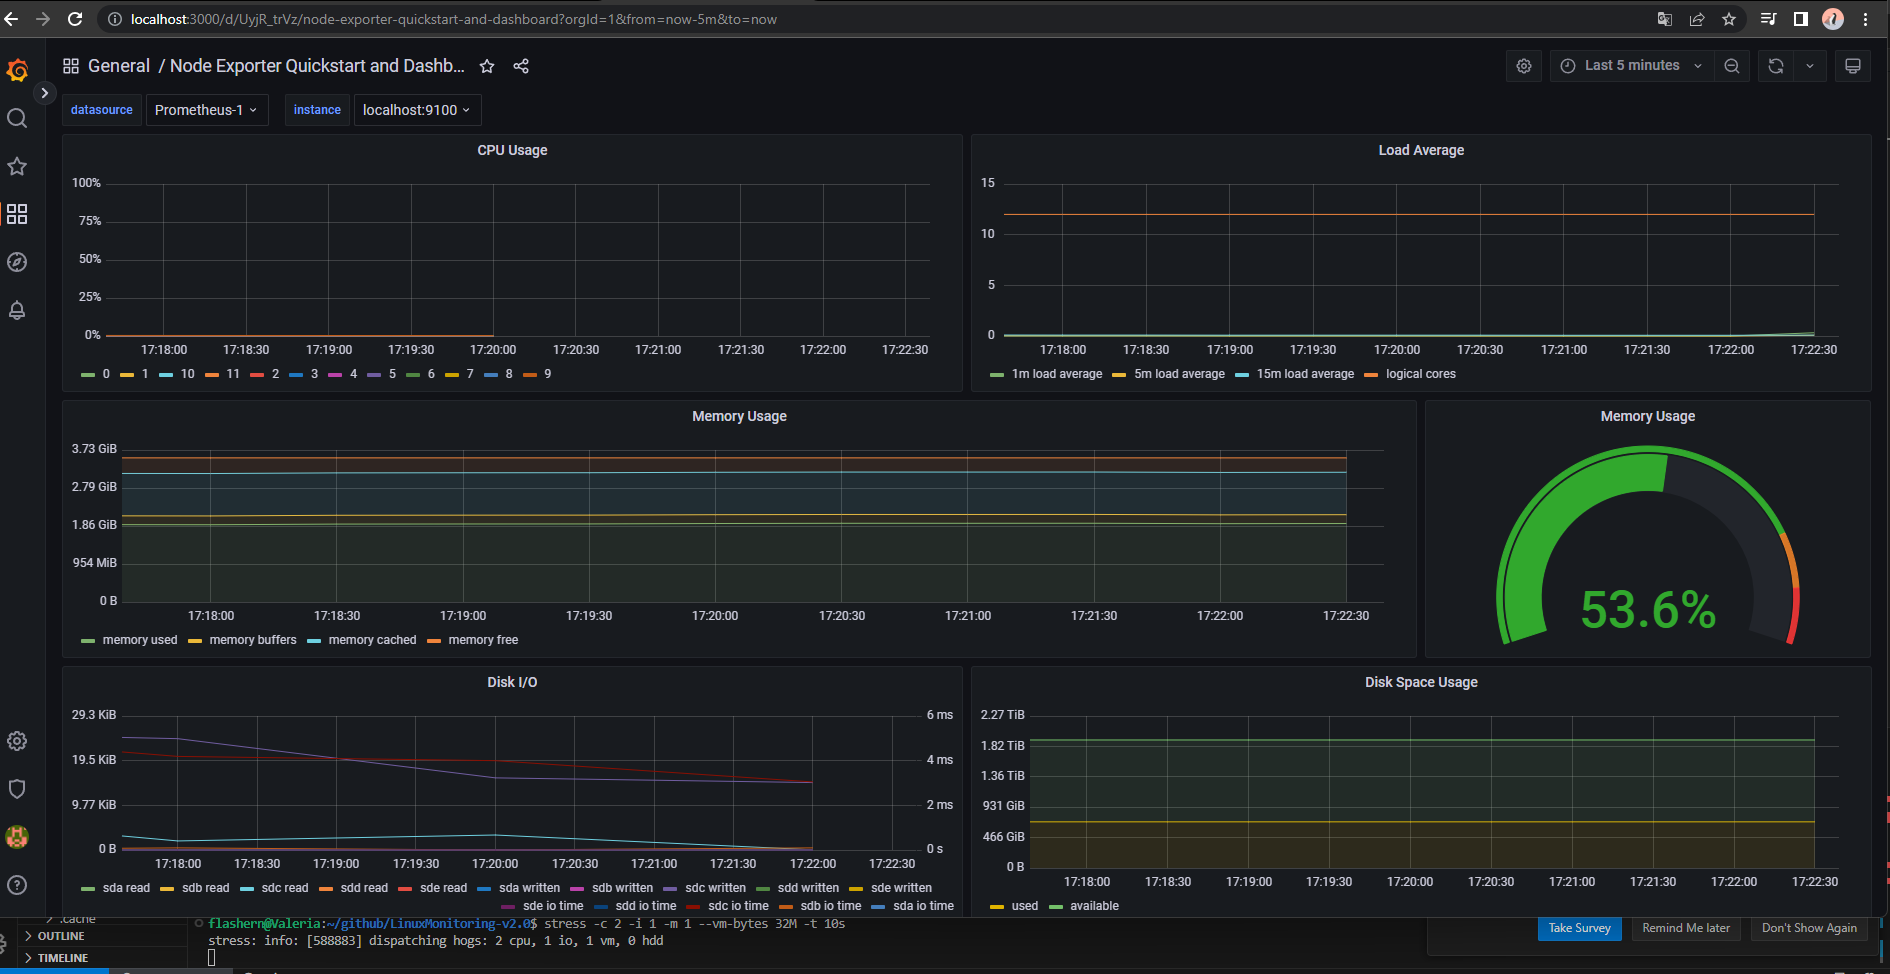 localhost:3000/d/UyjR_trVz/node-exporter-quickstart-and-dashboard?orgId=1&from=now-5m&to=now
General / Node Exporter Quickstart and Dashb...
Last 5 minutes
datasource Prometheus-1 instance localhost:9100
CPU Usage
100%
75%
50%
25%
0%
17:18:00 17:18:30 17:19:00 17:19:30 17:20:00 17:20:30 17:21:00 17:21:30 17:22:00 17:22:30
0 1 10 11 2 3 4 5 6 7 8 9
Load Average
15
10
5
0
17:18:00 17:18:30 17:19:00 17:19:30 17:20:00 17:20:30 17:21:00 17:21:30 17:22:00 17:22:30
1m load average 5m load average 15m load average logical cores
Memory Usage
3.73 GiB
2.79 GiB
1.86 GiB
954 MiB
0 B
17:18:00 17:18:30 17:19:00 17:19:30 17:20:00 17:20:30 17:21:00 17:21:30 17:22:00 17:22:30
memory used memory buffers memory cached memory free
Memory Usage
53.6%
Disk I/O
29.3 KiB 6 ms
19.5 KiB 4 ms
9.77 KiB 2 ms
0 B 0 s
17:18:00 17:18:30 17:19:00 17:19:30 17:20:00 17:20:30 17:21:00 17:21:30 17:22:00 17:22:30
sda read sdb read sdc read sdd read sde read sda written sdb written sdc written sdd written sde written
sde io time sdd io time sdc io time sdb io time sda io time
Disk Space Usage
2.27 TiB
1.82 TiB
1.36 TiB
931 GiB
466 GiB
0 B
17:18:00 17:18:30 17:19:00 17:19:30 17:20:00 17:20:30 17:21:00 17:21:30 17:22:00 17:22:30
used available
.cache
OUTLINE
TIMELINE
flashern@Valeria:~/github/LinuxMonitoring-v2.0$ stress -c 2 -i 1 -m 1 --vm-bytes 32M -t 10s
stress: info: [588883] dispatching hogs: 2 cpu, 1 io, 1 vm, 0 hdd
Take Survey Remind Me later Don't Show Again